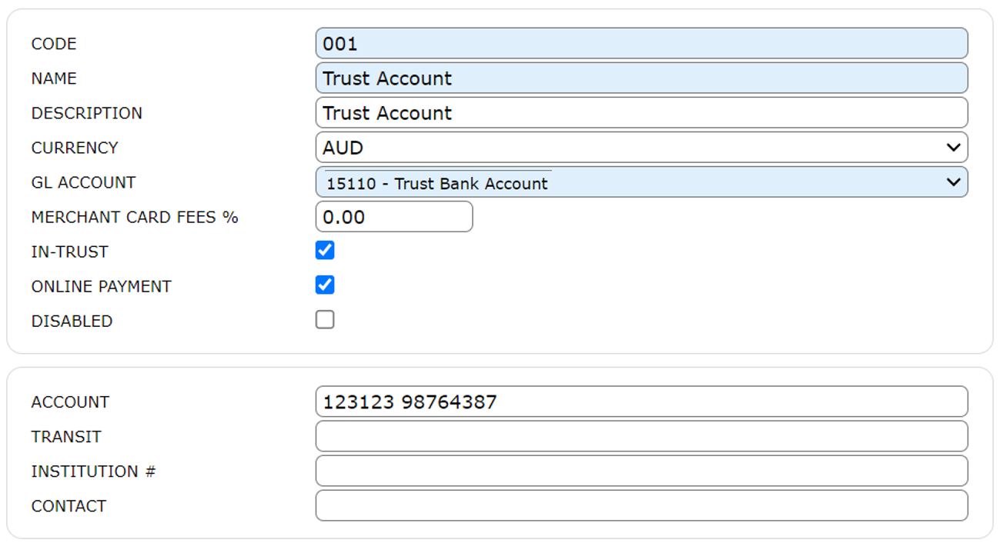 CODE 001
NAME Trust Account
DESCRIPTION Trust Account
CURRENCY AUD
GL ACCOUNT 15110 - Trust Bank Account
MERCHANT CARD FEES % 0.00
IN-TRUST
ONLINE PAYMENT
DISABLED
ACCOUNT 123123 98764387
TRANSIT
INSTITUTION #
CONTACT